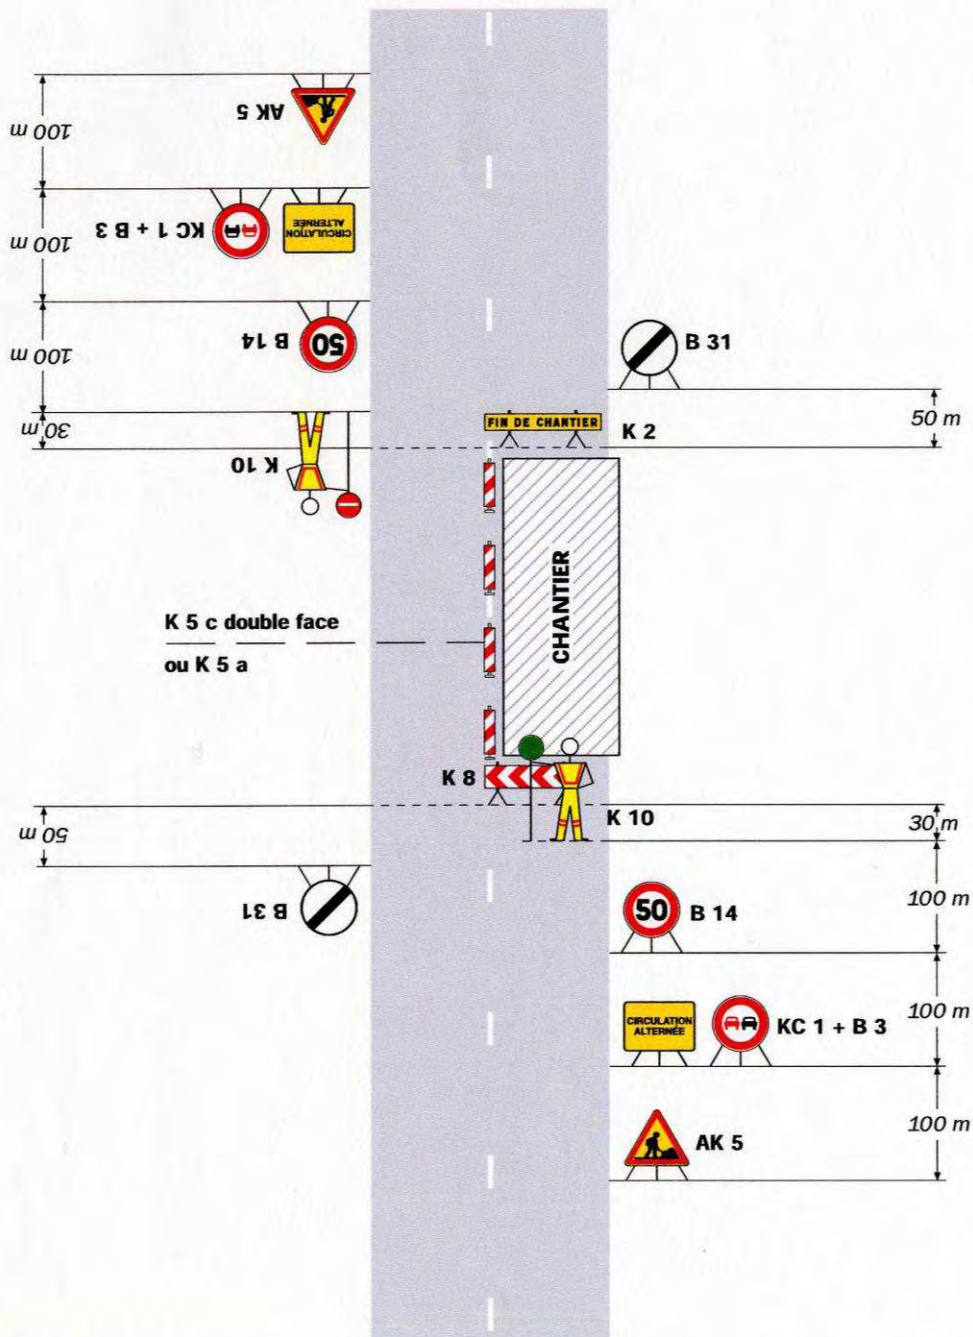 100 m
AK 5
100 m
KC 1 + B 3
CIRCULATION
ALTERNÉE
100 m
B 14
50
B 31
30 m
K 10
FIN DE CHANTIER
K 2
50 m
K 5 c double face
ou K 5 a
CHANTIER
K 8
K 10
30 m
50 m
B 31
50
B 14
100 m
CIRCULATION
ALTERNÉE
KC 1 + B 3
100 m
AK 5
100 m